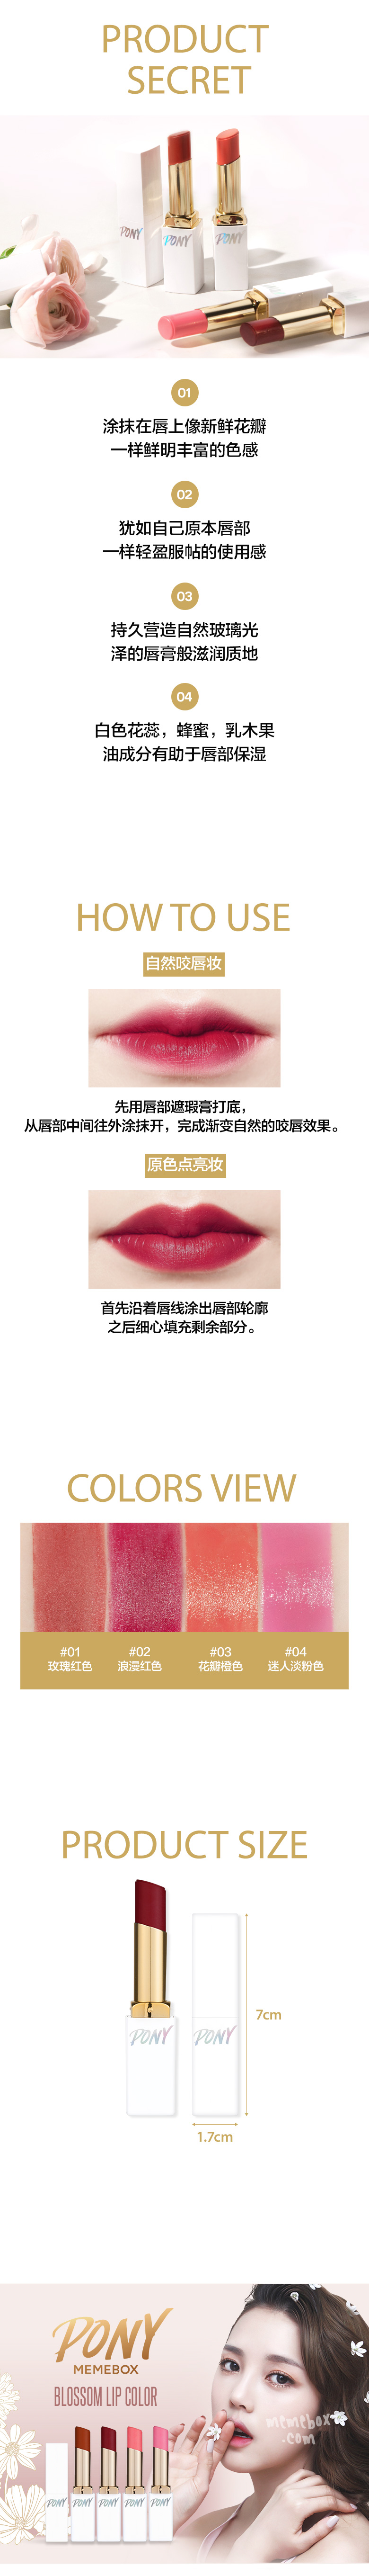 PRODUCT
SECRET
PONY
PONY
PONY
01
涂抹在唇上像新鲜花瓣
一样鲜明丰富的色感
02
犹如自己原本唇部
一样轻盈服帖的使用感
03
持久营造自然玻璃光
泽的唇膏般滋润质地
04
白色花蕊，蜂蜜，乳木果
油成分有助于唇部保湿
HOW TO USE
自然咬唇妆
先用唇部遮瑕膏打底，
从唇部中间往外涂抹开，完成渐变自然的咬唇效果。
原色点亮妆
首先沿着唇线涂出唇部轮廓
之后细心填充剩余部分。
COLORS VIEW
#01 #02 #03 #04
玫瑰红色 浪漫红色 花瓣橙色 迷人淡粉色
PRODUCT SIZE
7cm
PONY PONY
1.7cm
PONY
MEMEBOX
BLOSSOM LIP COLOR
memebox
.com
PONY PONY PONY PONY PONY